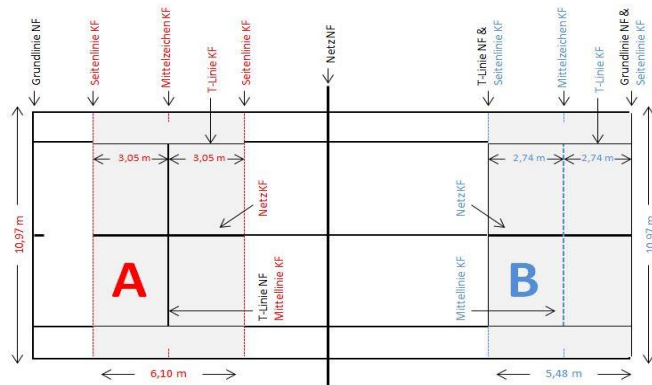 Grundlinie NF
Seitenlinie KF
Mittelzeichen KF
T-Linie KF
Seitenlinie KF
Netz NF
T-Linie NF &
Seitenlinie KF
Mittelzeichen KF
T-Linie KF
Grundlinie NF &
Seitenlinie KF
3,05 m
3,05 m
2,74 m
2,74 m
Netz KF
Netz KF
10,97 m
10,97 m
A
B
T-Linie NF
Mittellinie KF
Mittellinie KF
6,10 m
5,48 m